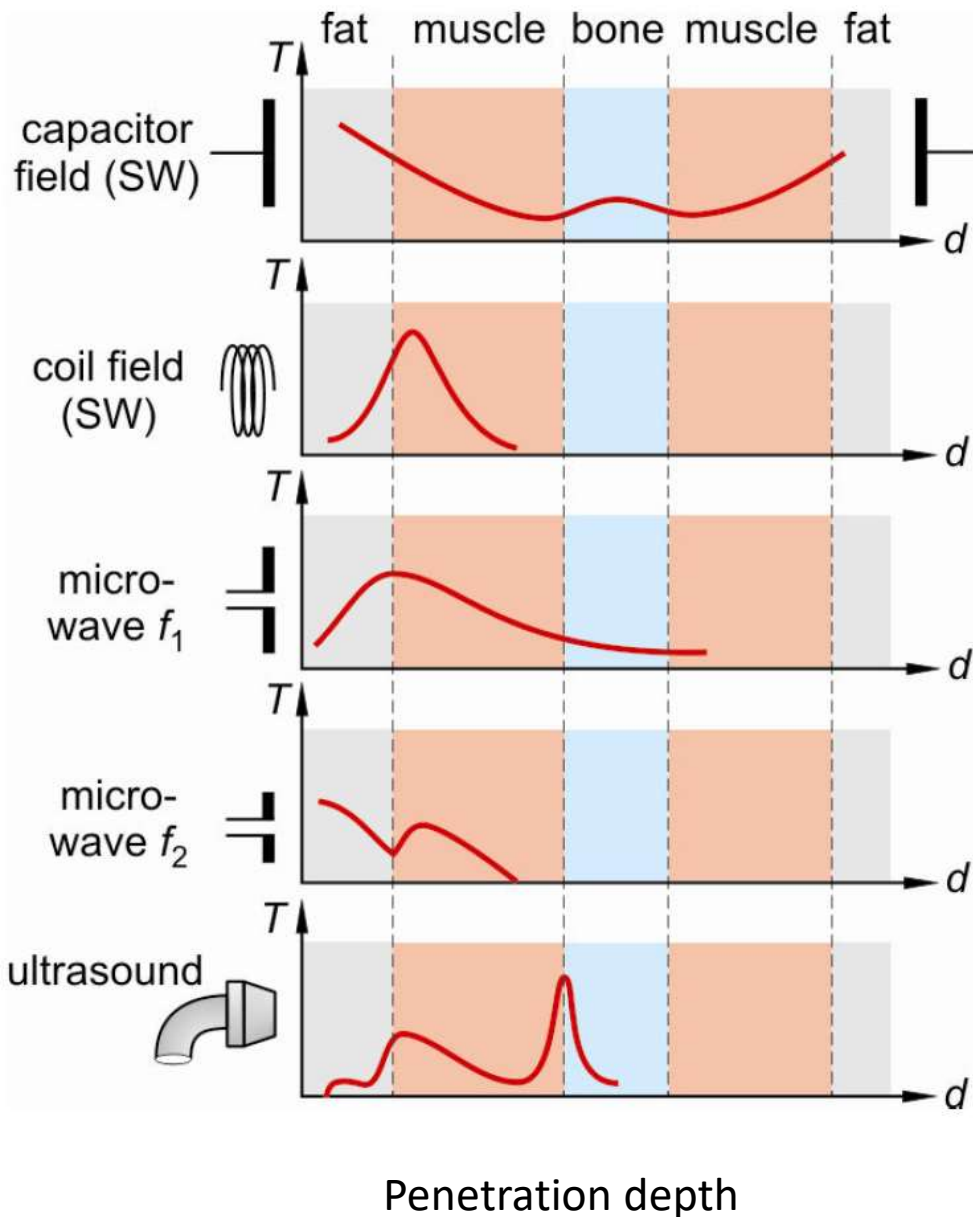 fat muscle bone muscle fat
T
capacitor
field (SW)
d
T
coil field
(SW)
d
T
micro-
wave f1
d
T
micro-
wave f2
d
T
ultrasound
d
Penetration depth